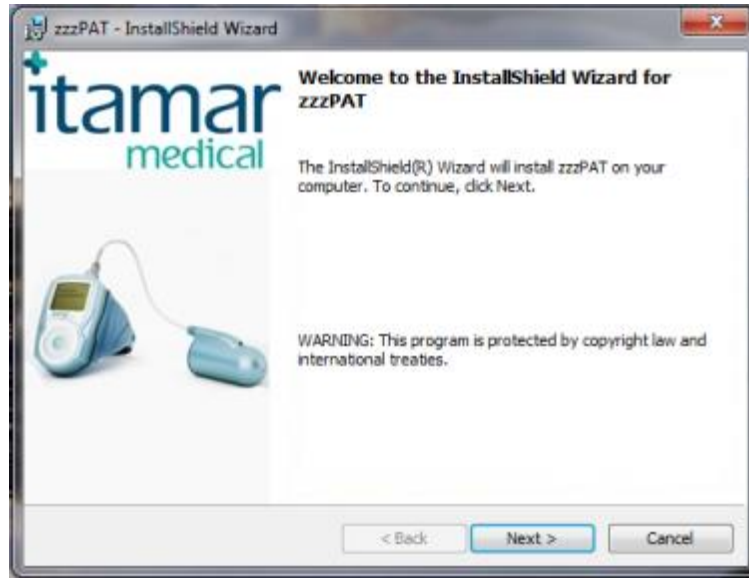 zzzPAT - InstallShield Wizard
itamar
medical
Welcome to the InstallShield Wizard for
zzzPAT
The InstallShield(R) Wizard will install zzzPAT on your
computer. To continue, click Next.
WARNING: This program is protected by copyright law and
international treaties.
< Back
Next >
Cancel